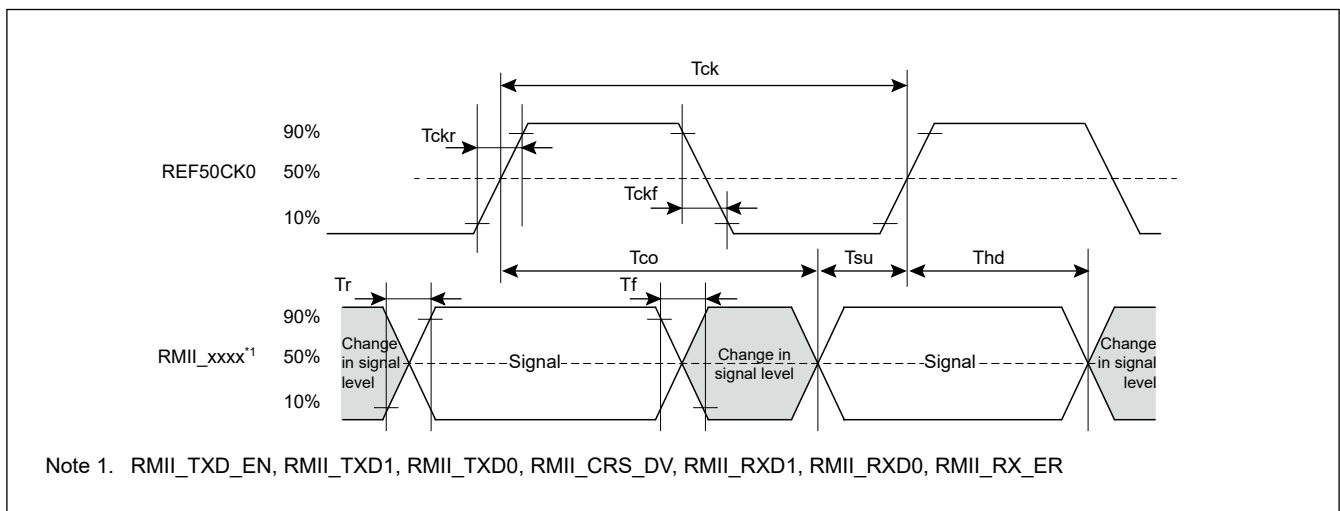 Tck
90%
Tckr
REF50CK0 50%
Tckf
10%
Tco Tsu Thd
Tr Tf
90%
RMII_xxxx*1 50%
Change in signal level
Signal
Change in signal level
Signal
Change in signal level
10%
Note 1. RMII_TXD_EN, RMII_TXD1, RMII_TXD0, RMII_CRS_DV, RMII_RXD1, RMII_RXD0, RMII_RX_ER